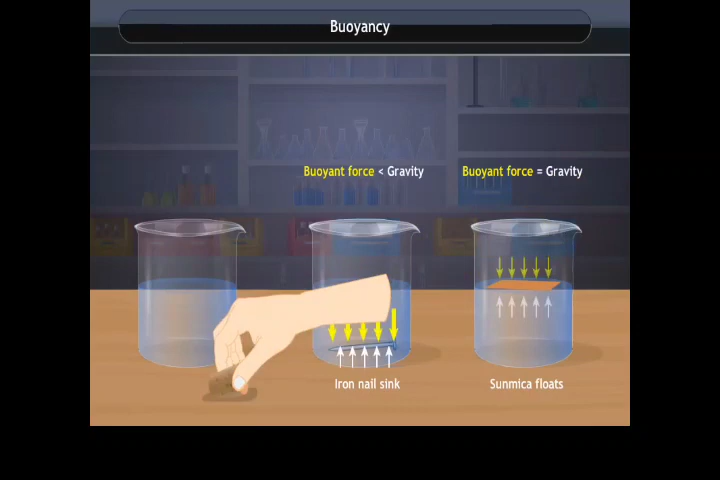 Buoyancy
Buoyant force < Gravity
Buoyant force = Gravity
Iron nail sink
Sunmica floats